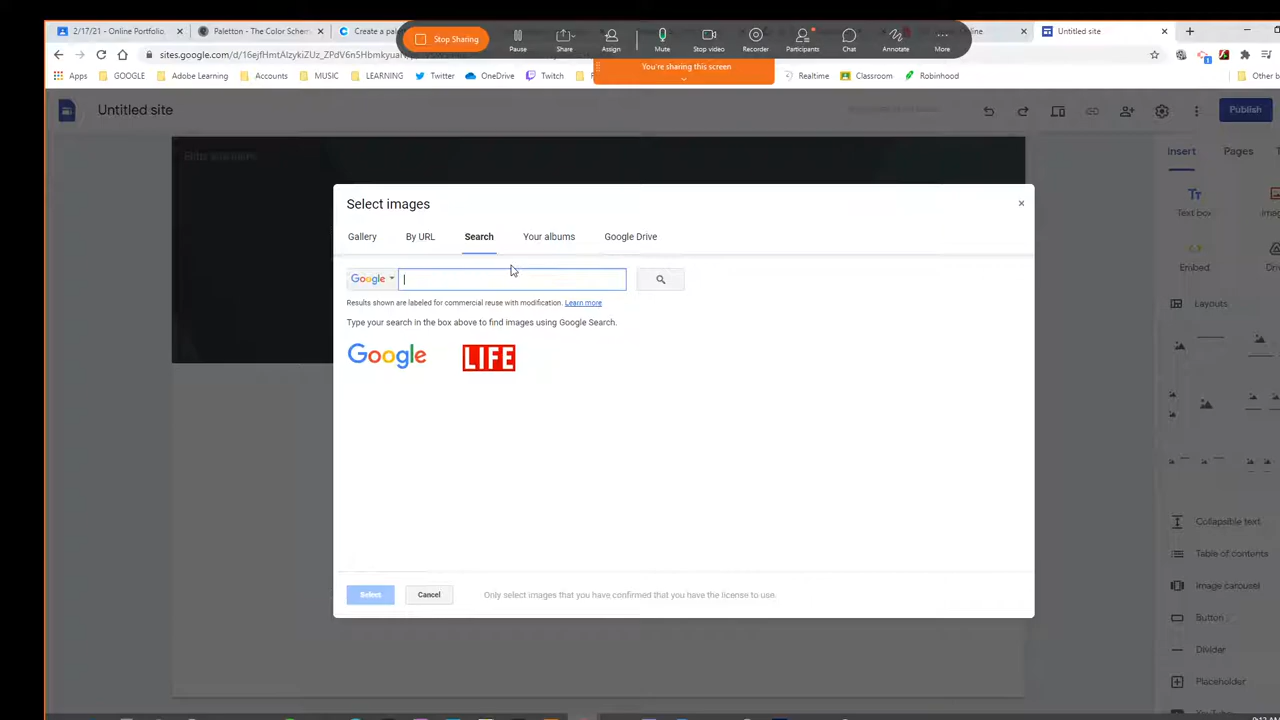 2/17/21 - Online Portfolio,
Paletton - The Color Schem
Create a pale
Online
Untitled site
Stop Sharing
Pause
Share
Assign
Mute
Stop video
Recorder
Participants
Chat
Annotate
More
You're sharing this screen
Apps
GOOGLE
Adobe Learning
Accounts
MUSIC
LEARNING
Twitter
OneDrive
Twitch
Realtime
Classroom
Robinhood
Other b
Untitled site
Publish
Insert
Pages
Text box
Embed
Layouts
Collapsible text
Table of contents
Image carousel
Button
Divider
Placeholder
Select images
Gallery
By URL
Search
Your albums
Google Drive
Google
Results shown are labeled for commercial reuse with modification. Learn more
Type your search in the box above to find images using Google Search.
Google
LIFE
Select
Cancel
Only select images that you have confirmed that you have the license to use.